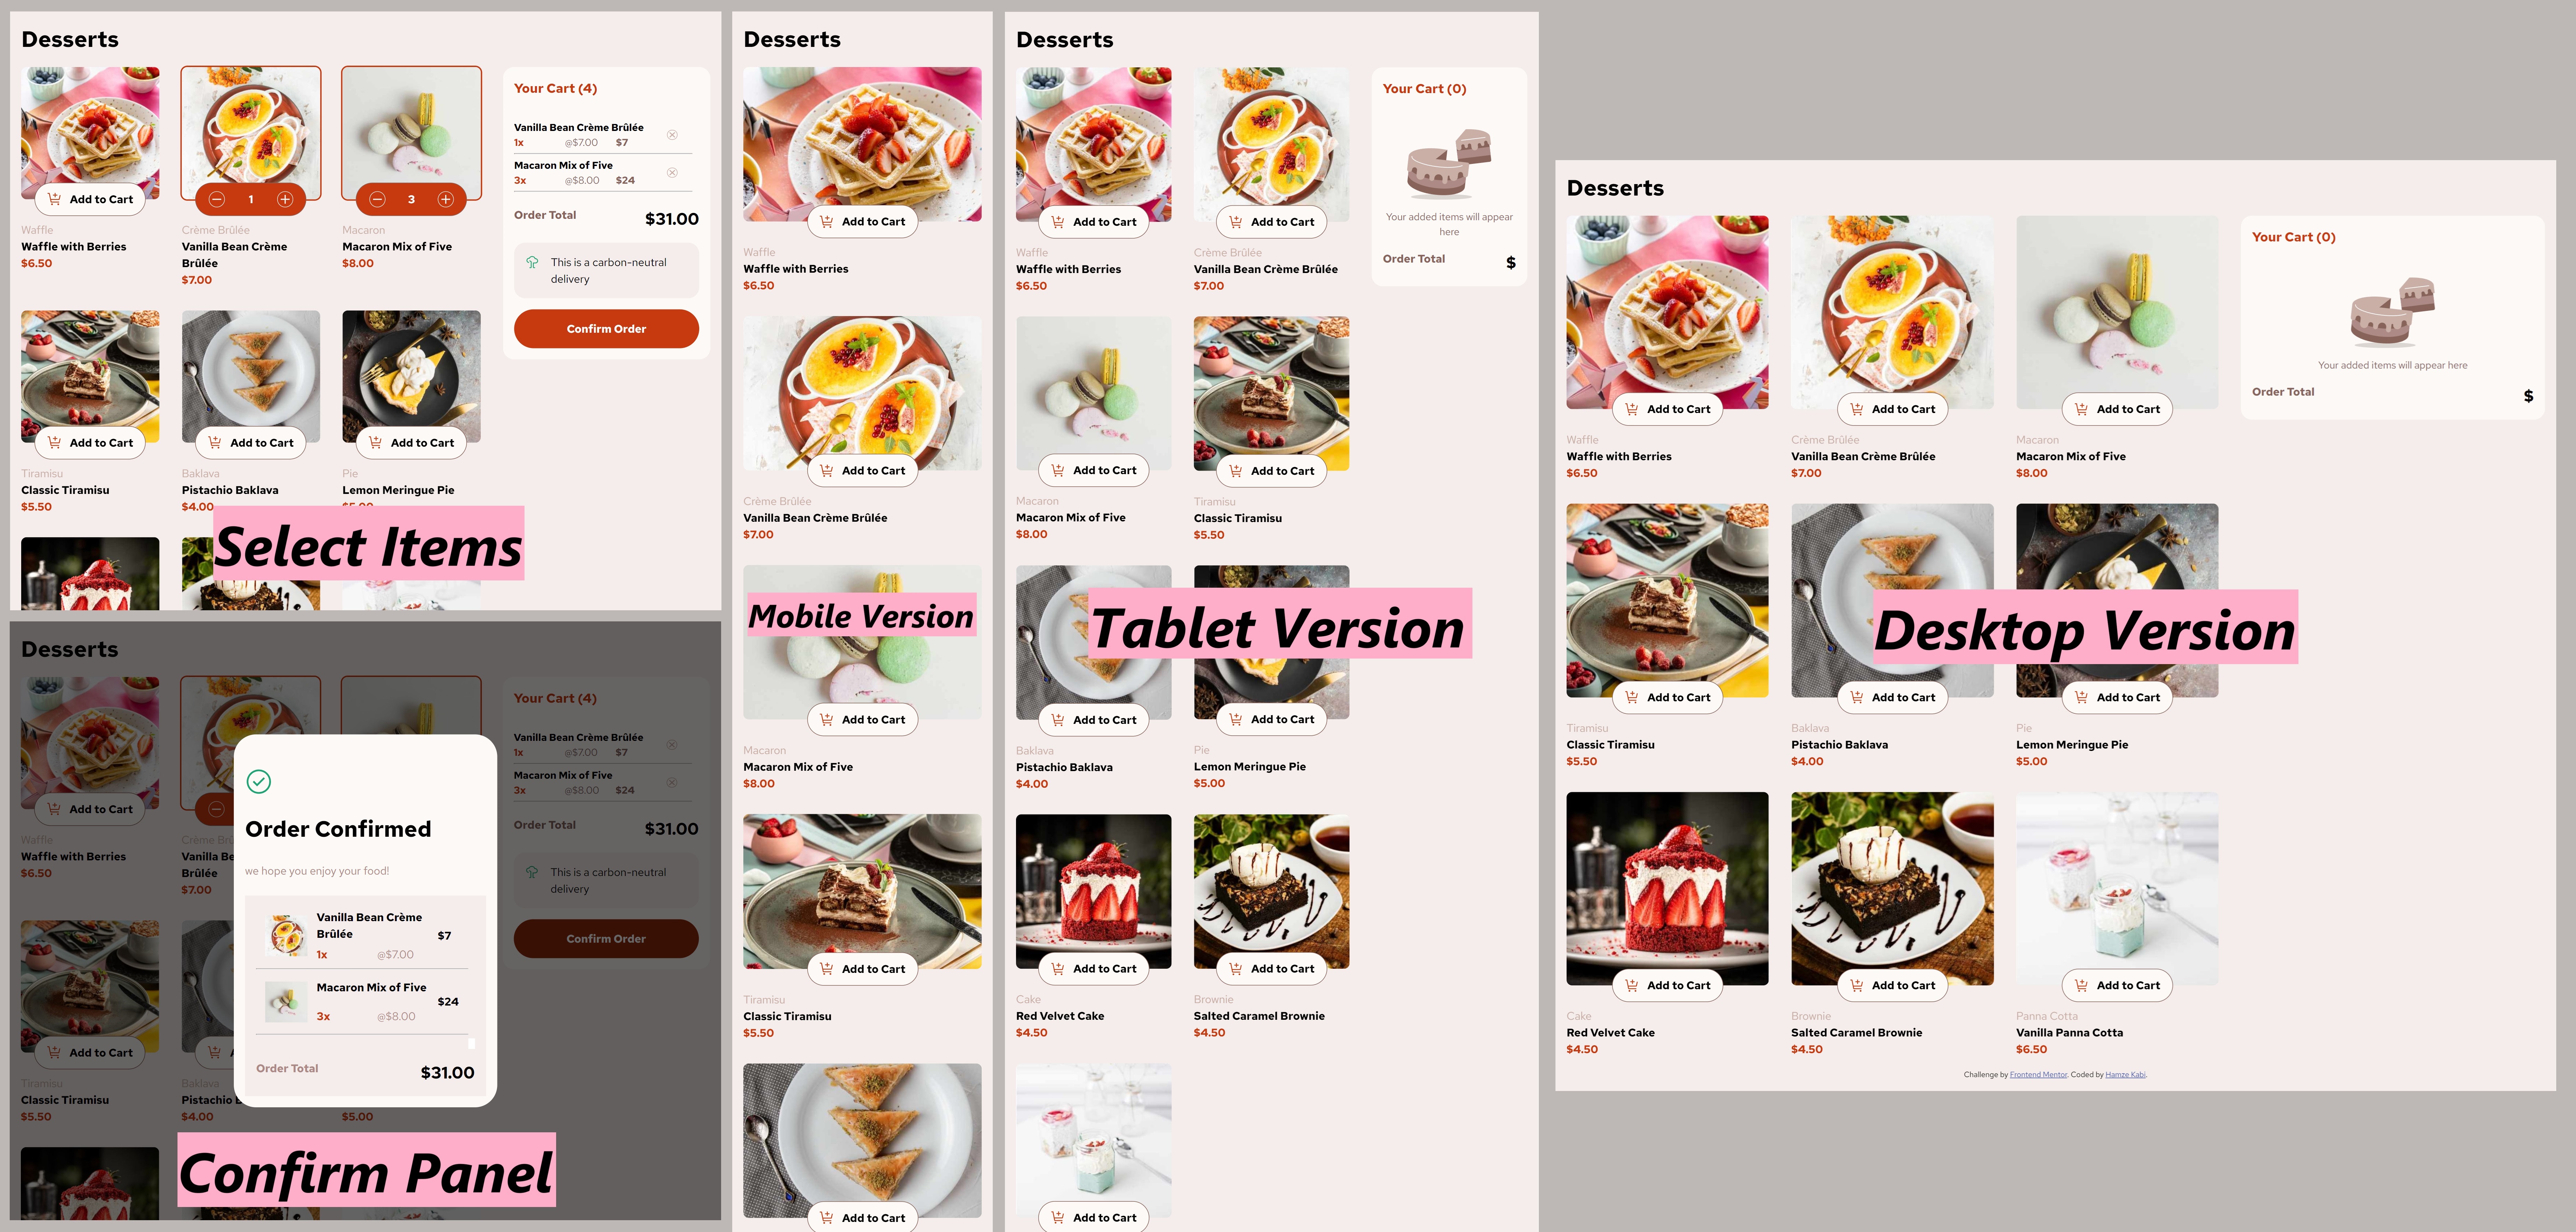 Desserts
Your Cart (4)
Vanilla Bean Crème Brûlée
1x @$7.00 $7
Macaron Mix of Five
3x @$8.00 $24
Order Total $31.00
This is a carbon-neutral
delivery
Confirm Order
Add to Cart
1
3
Waffle
Waffle with Berries
$6.50
Crème Brûlée
Vanilla Bean Crème
Brûlée
$7.00
Macaron
Macaron Mix of Five
$8.00
Add to Cart
Add to Cart
Add to Cart
Tiramisu
Classic Tiramisu
$5.50
Baklava
Pistachio Baklava
$4.00
Pie
Lemon Meringue Pie
Select Items
Desserts
Your Cart (4)
Vanilla Bean Crème Brûlée
1x @$7.00 $7
Macaron Mix of Five
3x @$8.00 $24
Order Total $31.00
This is a carbon-neutral
delivery
Confirm Order
Add to Cart
Waffle
Waffle with Berries
$6.50
Crème Br
Vanilla Be
Brûlée
$7.00
Add to Cart
Tiramisu
Classic Tiramisu
$5.50
Baklava
Pistachio
$4.00
$5.00
Order Confirmed
we hope you enjoy your food!
Vanilla Bean Crème
Brûlée
$7
1x @$7.00
Macaron Mix of Five
$24
3x @$8.00
Order Total $31.00
Confirm Panel
Desserts
Add to Cart
Waffle
Waffle with Berries
$6.50
Add to Cart
Crème Brûlée
Vanilla Bean Crème Brûlée
$7.00
Mobile Version
Add to Cart
Macaron
Macaron Mix of Five
$8.00
Add to Cart
Tiramisu
Classic Tiramisu
$5.50
Add to Cart
Desserts
Your Cart (0)
Your added items will appear
here
Order Total $
Add to Cart
Add to Cart
Waffle
Waffle with Berries
$6.50
Crème Brûlée
Vanilla Bean Crème Brûlée
$7.00
Add to Cart
Add to Cart
Macaron
Macaron Mix of Five
$8.00
Tiramisu
Classic Tiramisu
$5.50
Tablet Version
Add to Cart
Add to Cart
Baklava
Pistachio Baklava
$4.00
Pie
Lemon Meringue Pie
$5.00
Add to Cart
Add to Cart
Cake
Red Velvet Cake
$4.50
Brownie
Salted Caramel Brownie
$4.50
Add to Cart
Desserts
Your Cart (0)
Your added items will appear here
Order Total $
Add to Cart
Add to Cart
Add to Cart
Waffle
Waffle with Berries
$6.50
Crème Brûlée
Vanilla Bean Crème Brûlée
$7.00
Macaron
Macaron Mix of Five
$8.00
Desktop Version
Add to Cart
Add to Cart
Add to Cart
Tiramisu
Classic Tiramisu
$5.50
Baklava
Pistachio Baklava
$4.00
Pie
Lemon Meringue Pie
$5.00
Add to Cart
Add to Cart
Add to Cart
Cake
Red Velvet Cake
$4.50
Brownie
Salted Caramel Brownie
$4.50
Panna Cotta
Vanilla Panna Cotta
$6.50
Challenge by Frontend Mentor. Coded by Hamze Kabi.